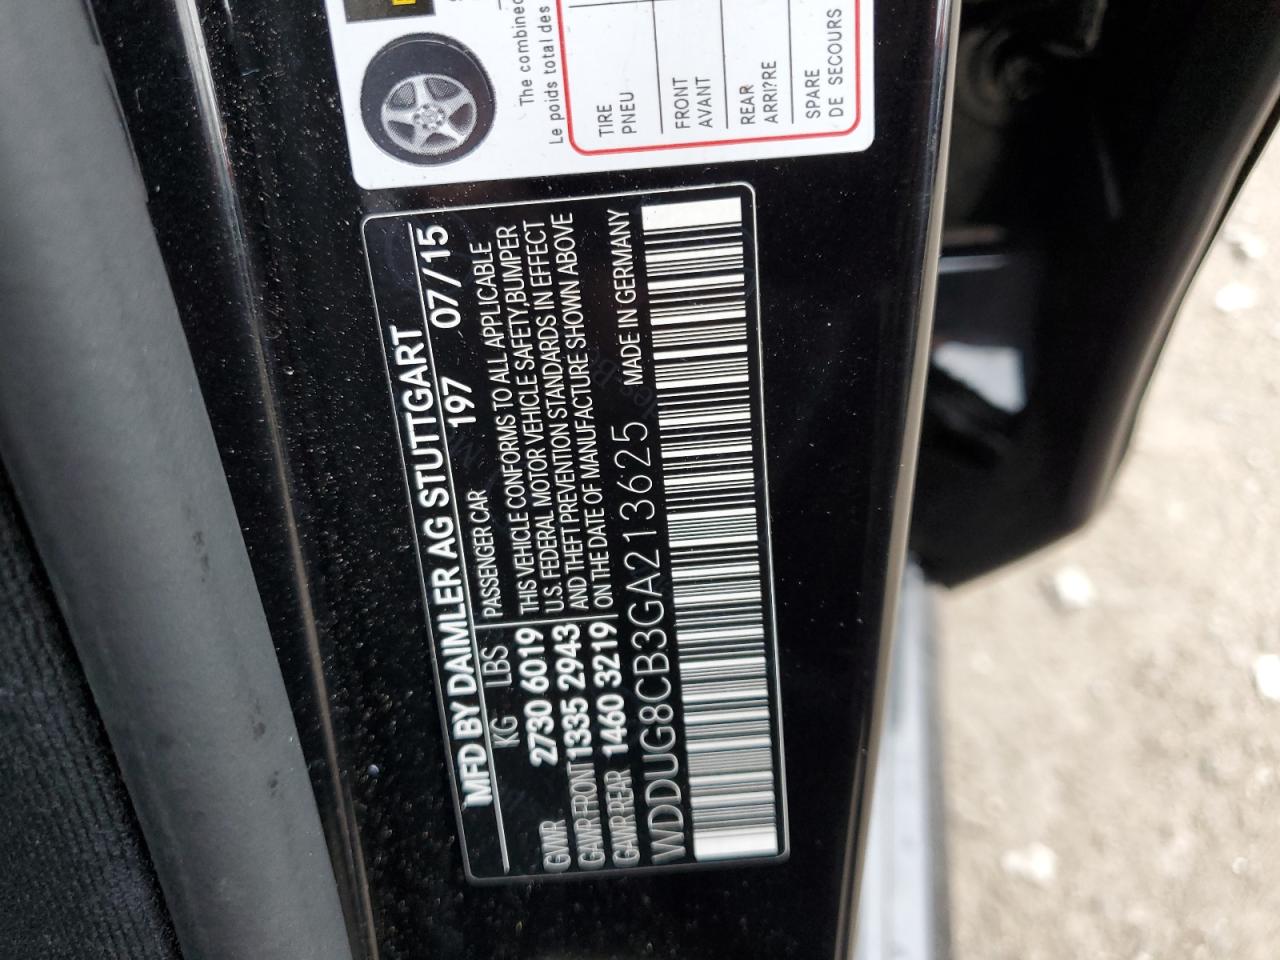 The combined
Le poids total des
TIRE
PNEU
FRONT
AVANT
REAR
ARRI?RE
SPARE
DE SECOURS
MFD BY DAIMLER AG STUTTGART
KG LBS PASSENGER CAR 197 07/15
GVWR 2730 6019
GAWR FRONT 1335 2943
GAWR REAR 1460 3219
THIS VEHICLE CONFORMS TO ALL APPLICABLE
U.S. FEDERAL MOTOR VEHICLE SAFETY,BUMPER
AND THEFT PREVENTION STANDARDS IN EFFECT
ON THE DATE OF MANUFACTURE SHOWN ABOVE
WDDUG8CB3GA213625 MADE IN GERMANY